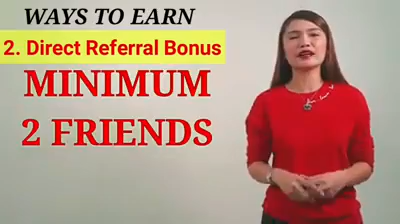 WAYS TO EARN
2. Direct Referral Bonus
MINIMUM
2 FRIENDS